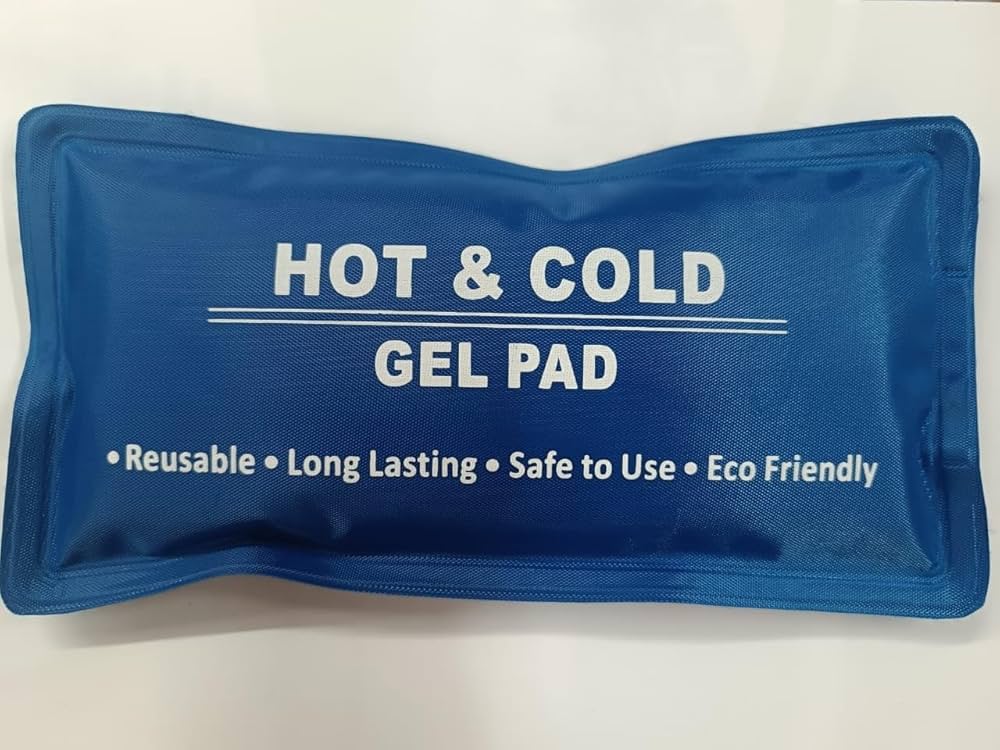 HOT & COLD
GEL PAD
•Reusable • Long Lasting • Safe to Use • Eco Friendly